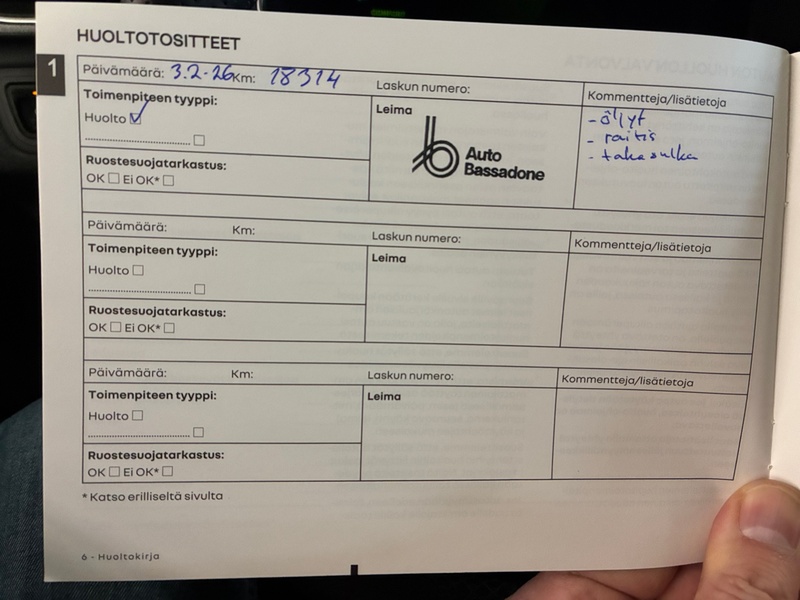 HUOLTOTOSITTEET
1
Päivämäärä: 3.2-26 Km: 18314 Laskun numero: Kommentteja/lisätietoja
Toimenpiteen tyyppi:
Huolto
Ruostesuojatarkastus:
OK Ei OK*
Leima
Auto
Bassadone
- öljyt
- raitis
- takasulka
Päivämäärä: Km: Laskun numero: Kommentteja/lisätietoja
Toimenpiteen tyyppi:
Huolto
Ruostesuojatarkastus:
OK Ei OK*
Leima
Päivämäärä: Km: Laskun numero: Kommentteja/lisätietoja
Toimenpiteen tyyppi:
Huolto
Ruostesuojatarkastus:
OK Ei OK*
Leima
* Katso erilliseltä sivulta
6 - Huoltokirja